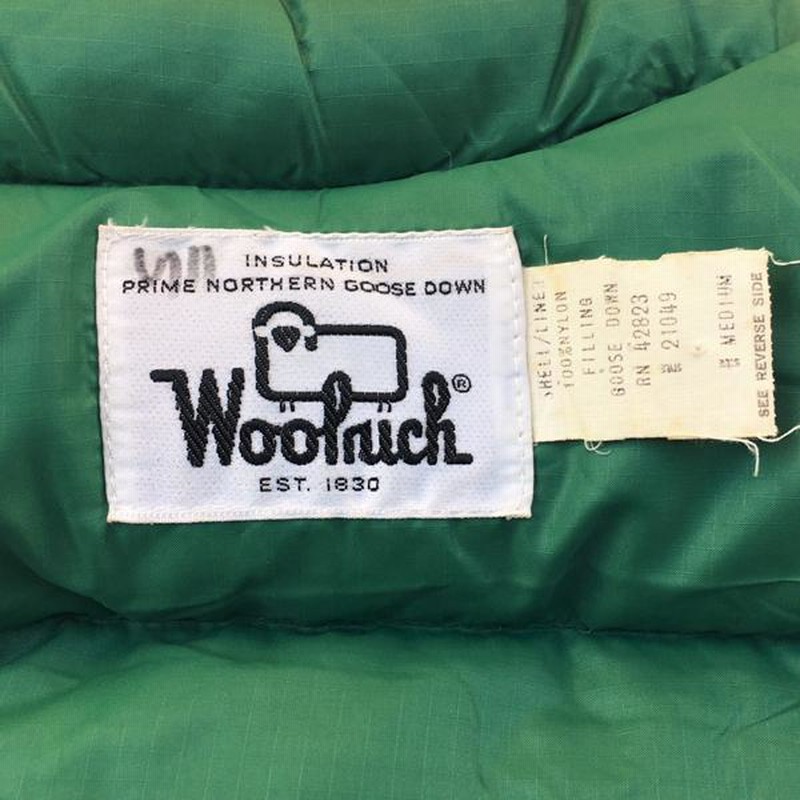 INSULATION
PRIME NORTHERN GOOSE DOWN
Woolrich®
EST. 1830
SHELL/LINE
100%NYLON
FILLING
GOOSE DOWN
RN 42823
21049
MEDIUM
SEE REVERSE SIDE